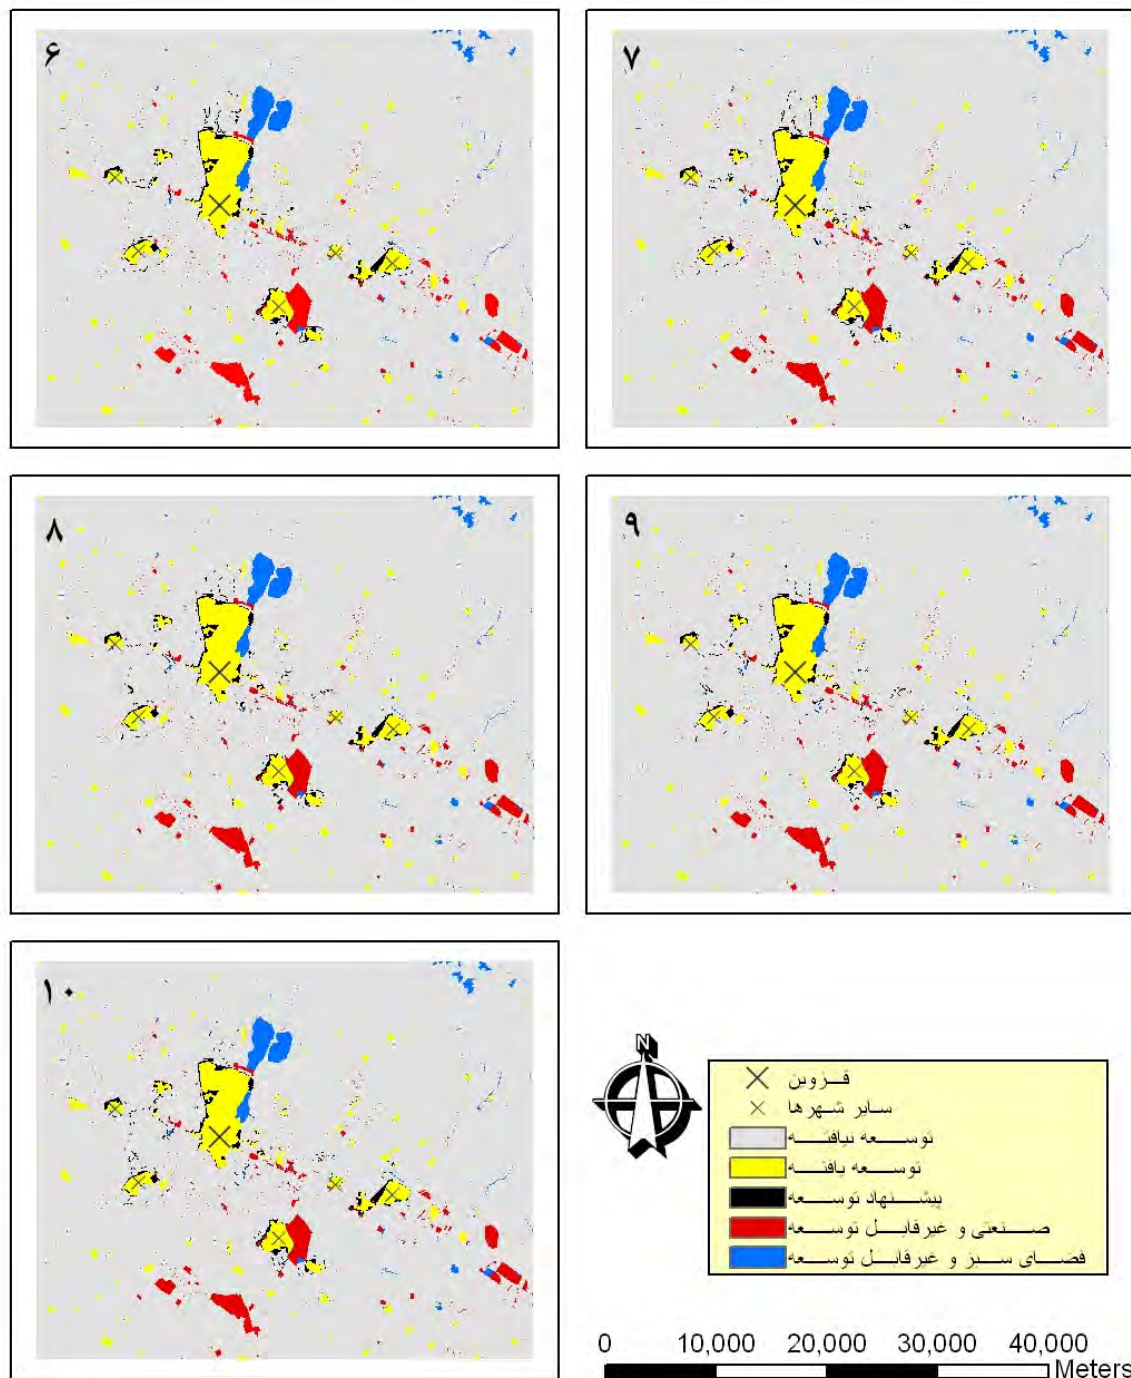 ۶
۷
۸
۹
۱۰
N
قزوین
سایر شهرها
توسعه نیافته
توسعه یافته
پیشنهاد توسعه
صنعتی و غیرقابل توسعه
فضای سبز و غیرقابل توسعه
0 10,000 20,000 30,000 40,000
Meters